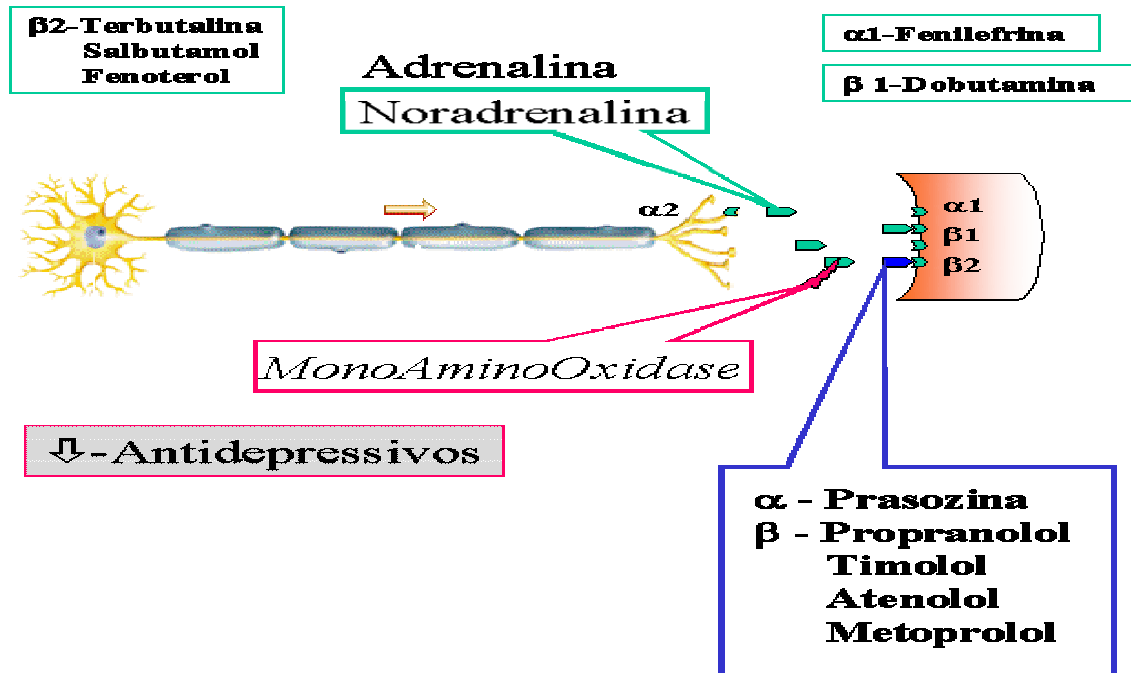 β2-Terbutalina
Salbutamol
Fenoterol
α1-Fenilefrina
β 1-Dobutamina
Adrenalina
Noradrenalina
α2
α1
β1
β2
MonoAminoOxidase
⇩-Antidepressivos
α - Prasozina
β - Propranolol
Timolol
Atenolol
Metoprolol